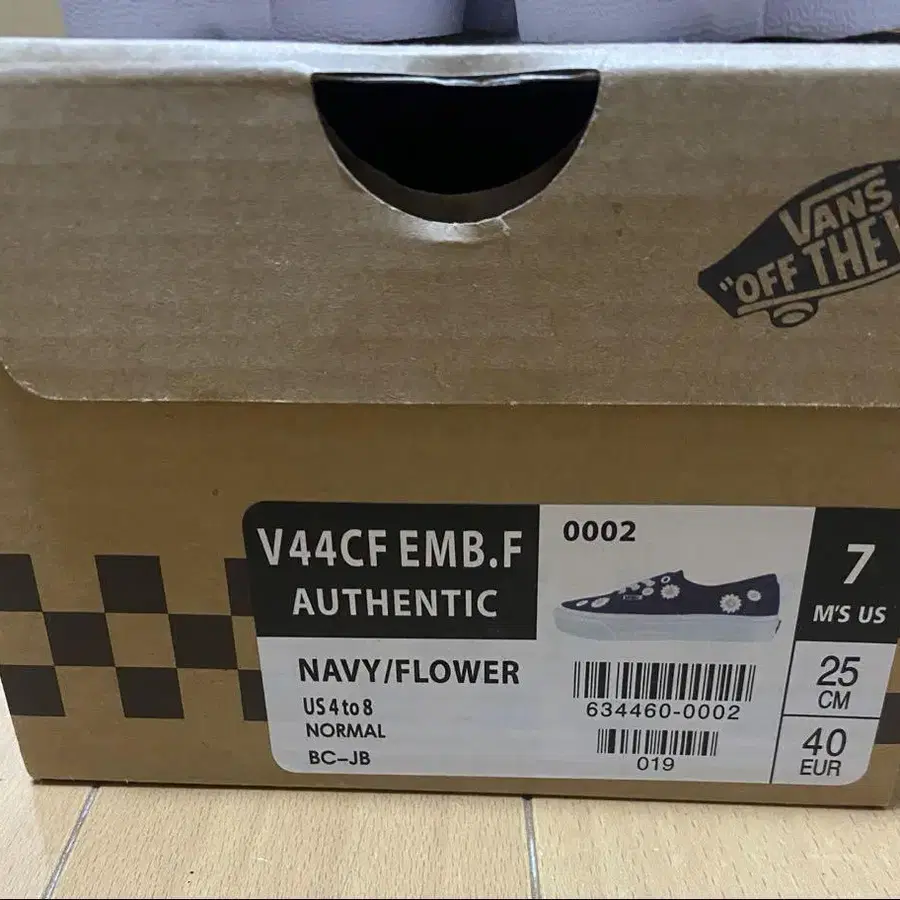 VANS
"OFF THE
V44CF EMB.F
AUTHENTIC
0002
7
M'S US
NAVY/FLOWER
US 4 to 8
NORMAL
BC-JB
634460-0002
019
25
CM
40
EUR